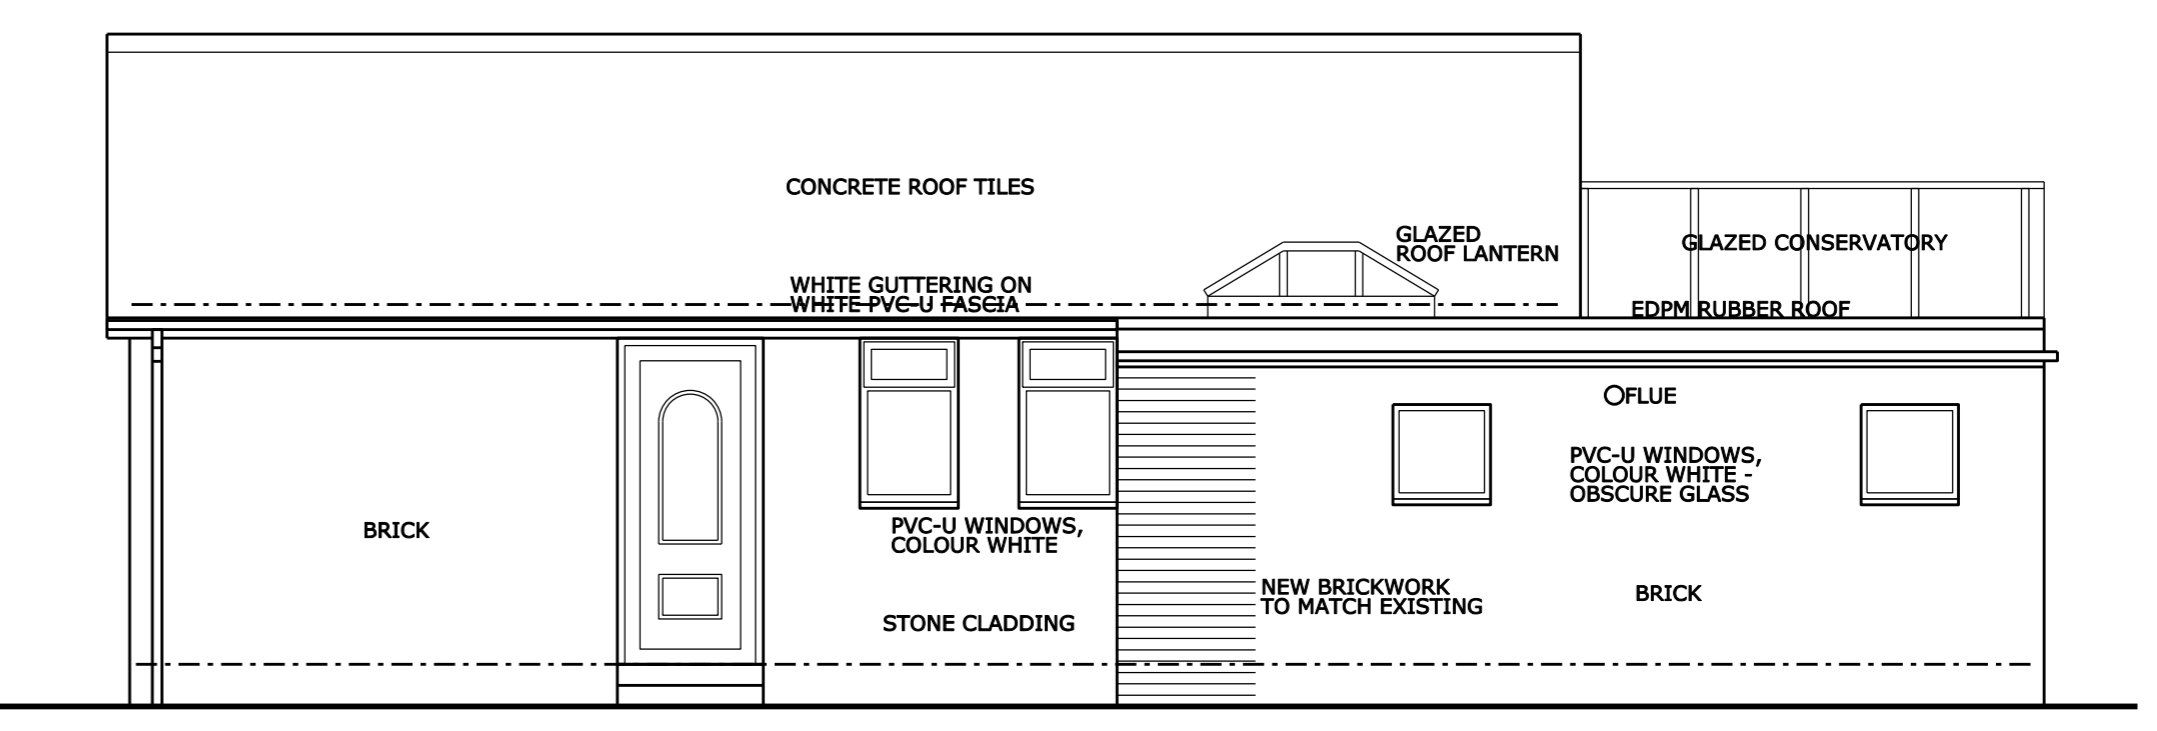 CONCRETE ROOF TILES
GLAZED
ROOF LANTERN
GLAZED CONSERVATORY
WHITE GUTTERING ON
WHITE PVC-U FASCIA
EDPM RUBBER ROOF
FLUE
PVC-U WINDOWS,
COLOUR WHITE -
OBSCURE GLASS
BRICK
PVC-U WINDOWS,
COLOUR WHITE
NEW BRICKWORK
TO MATCH EXISTING
BRICK
STONE CLADDING